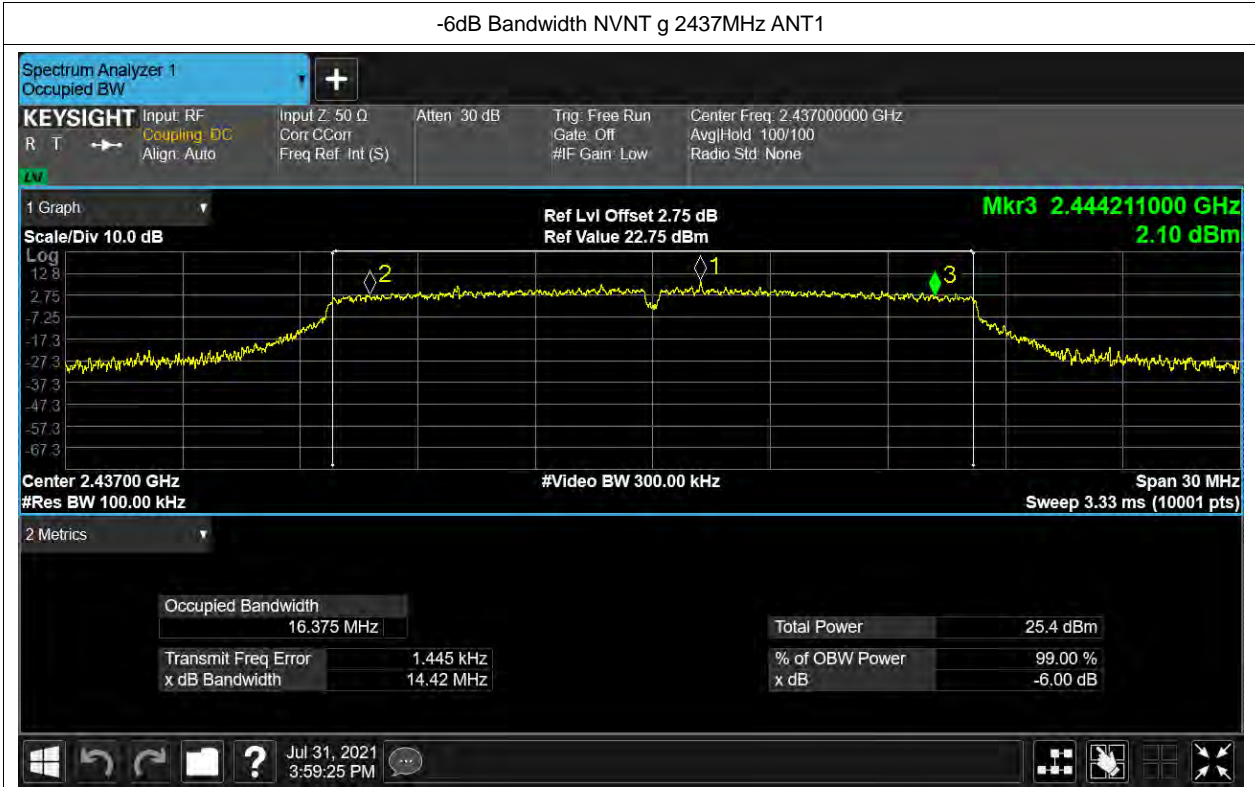 -6dB Bandwidth NVNT g 2437MHz ANT1
Spectrum Analyzer 1
Occupied BW
KEYSIGHT
R T
Input: RF
Coupling: DC
Align: Auto
Input Z: 50 Ω
Corr CCorr
Freq Ref: Int (S)
Atten: 30 dB
Trig: Free Run
Gate: Off
#IF Gain: Low
Center Freq: 2.437000000 GHz
Avg|Hold: 100/100
Radio Std: None
1 Graph
Scale/Div 10.0 dB
Ref Lvl Offset 2.75 dB
Ref Value 22.75 dBm
Mkr3 2.444211000 GHz
2.10 dBm
Log
12.8
2.75
-7.25
-17.3
-27.3
-37.3
-47.3
-57.3
-67.3
2
1
3
Center 2.43700 GHz
#Res BW 100.00 kHz
#Video BW 300.00 kHz
Span 30 MHz
Sweep 3.33 ms (10001 pts)
2 Metrics
Occupied Bandwidth
16.375 MHz
Transmit Freq Error 1.445 kHz
x dB Bandwidth 14.42 MHz
Total Power 25.4 dBm
% of OBW Power 99.00 %
x dB -6.00 dB
?
Jul 31, 2021
3:59:25 PM